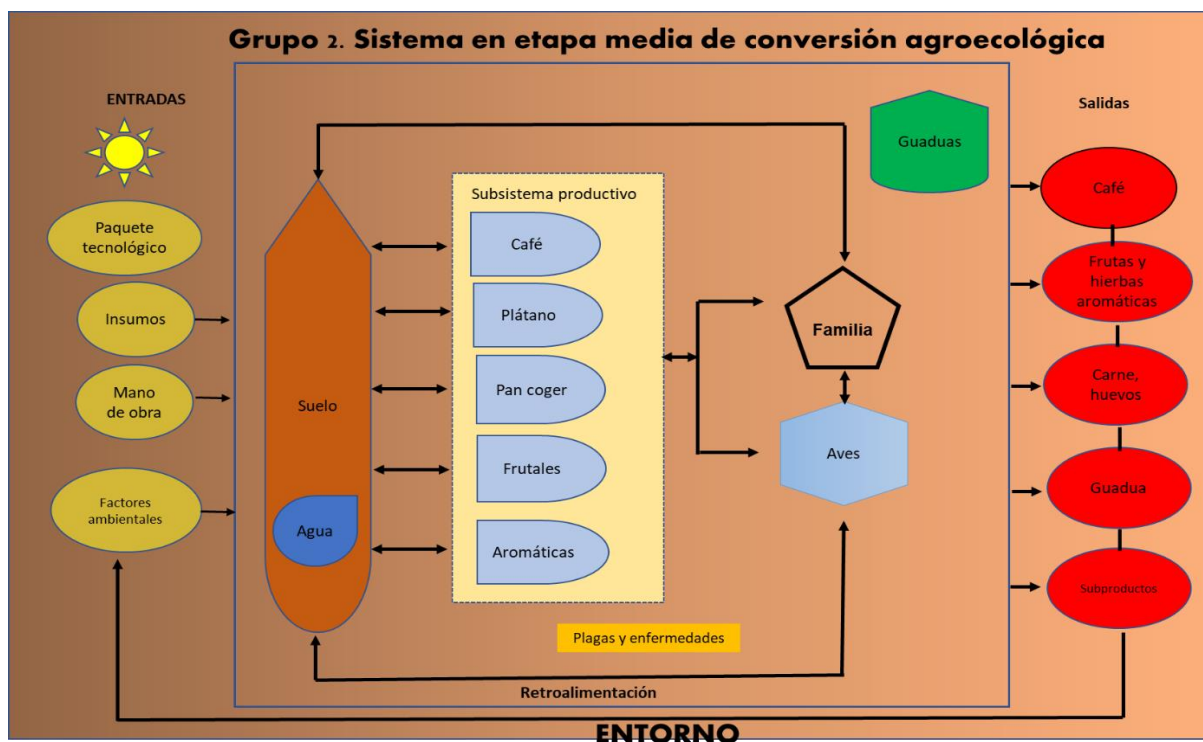 Grupo 2. Sistema en etapa media de conversión agroecológica
ENTRADAS
Paquete
tecnológico
Insumos
Mano
de obra
Factores
ambientales
Suelo
Agua
Subsistema productivo
Café
Plátano
Pan coger
Frutales
Aromáticas
Guaduas
Familia
Aves
Plagas y enfermedades
Retroalimentación
Salidas
Café
Frutas y
hierbas
aromáticas
Carne,
huevos
Guadua
Subproductos
ENTORNO